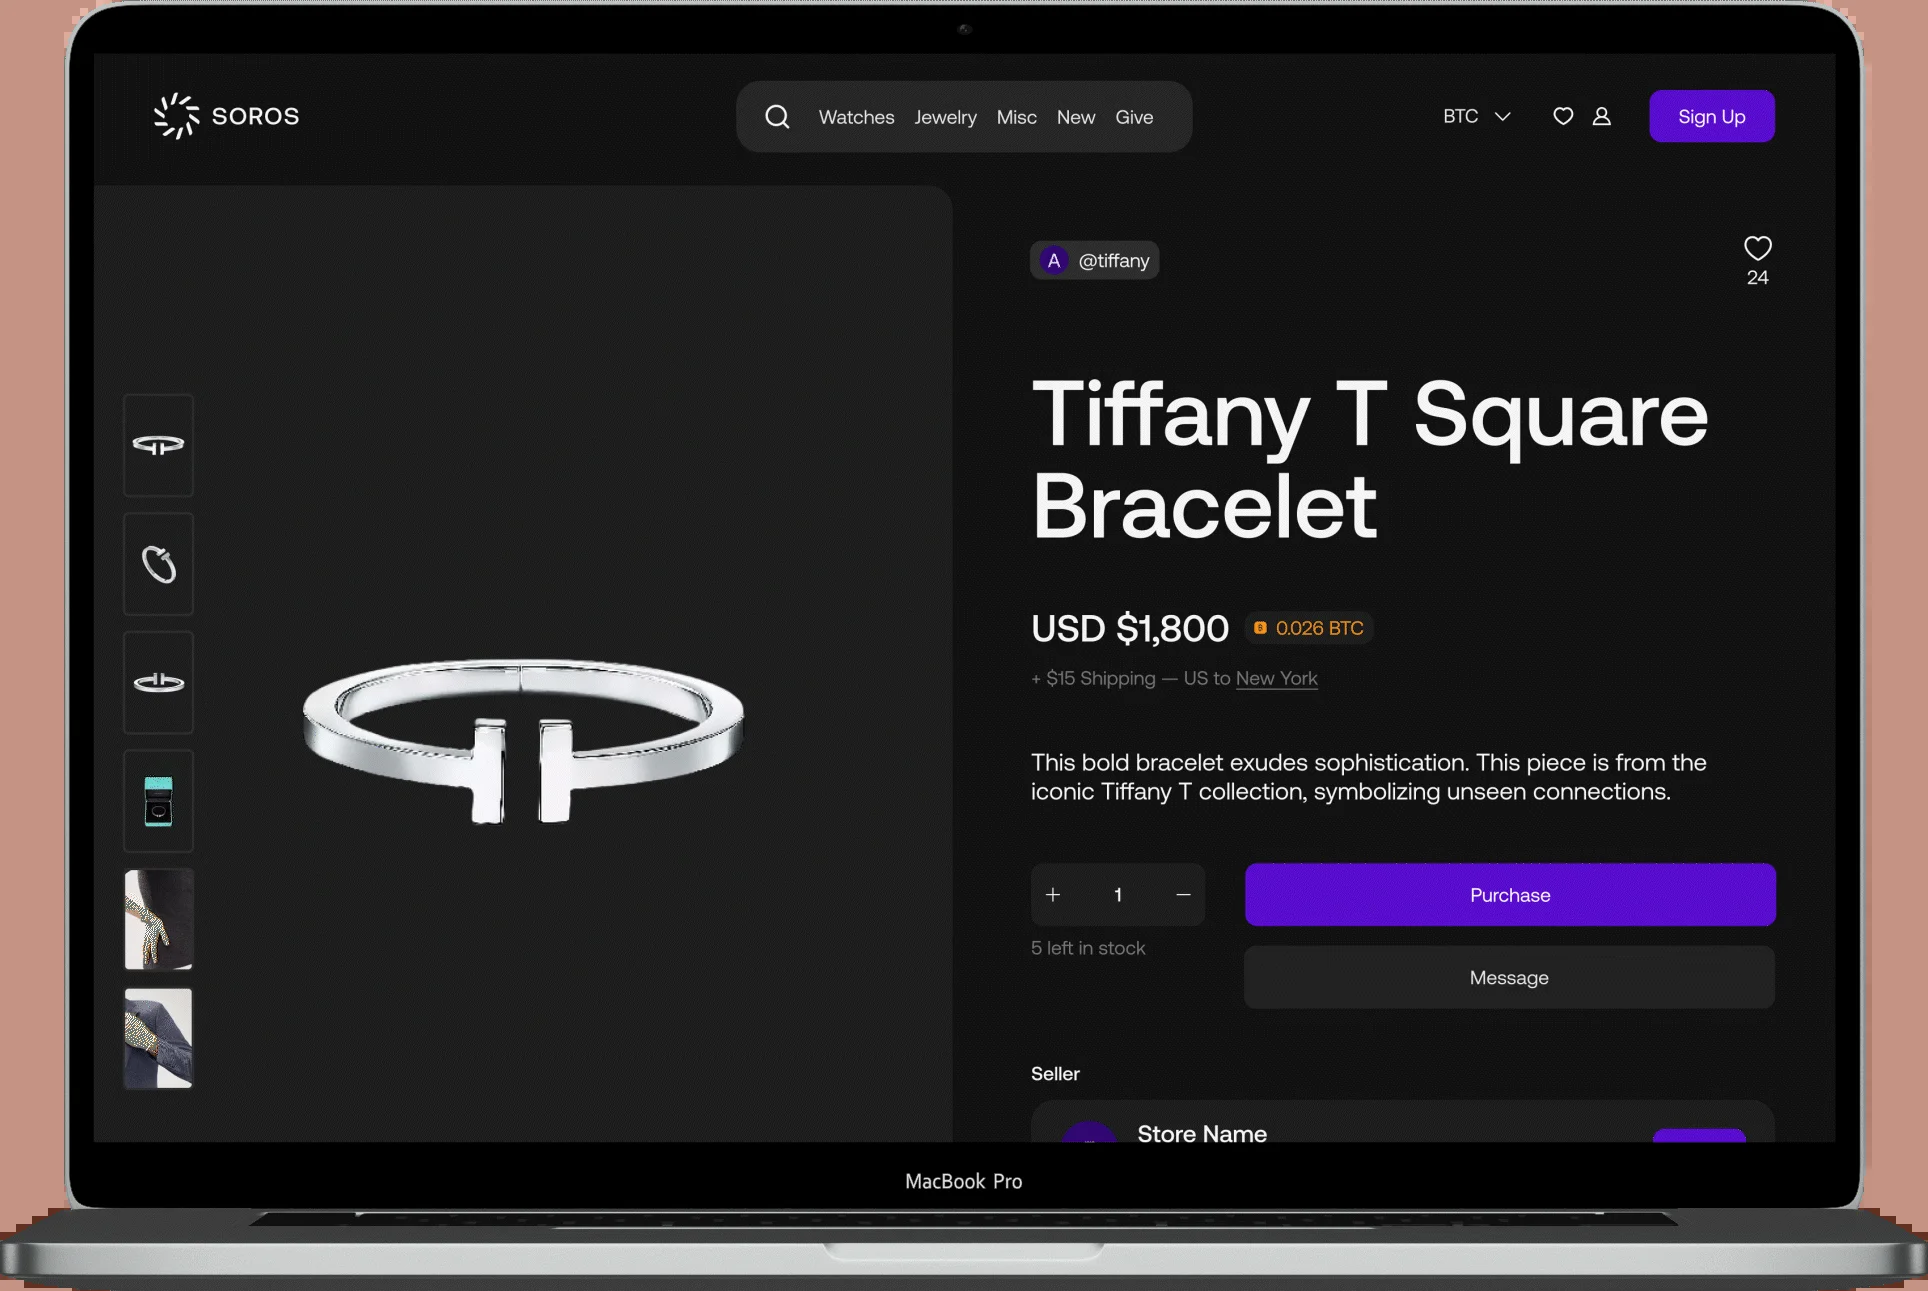 SOROS
Watches Jewelry Misc New Give
BTC
Sign Up
A @tiffany
24
Tiffany T Square
Bracelet
USD $1,800 0.026 BTC
+ $15 Shipping — US to New York
This bold bracelet exudes sophistication. This piece is from the
iconic Tiffany T collection, symbolizing unseen connections.
+ 1 −
Purchase
5 left in stock
Message
Seller
Store Name
MacBook Pro